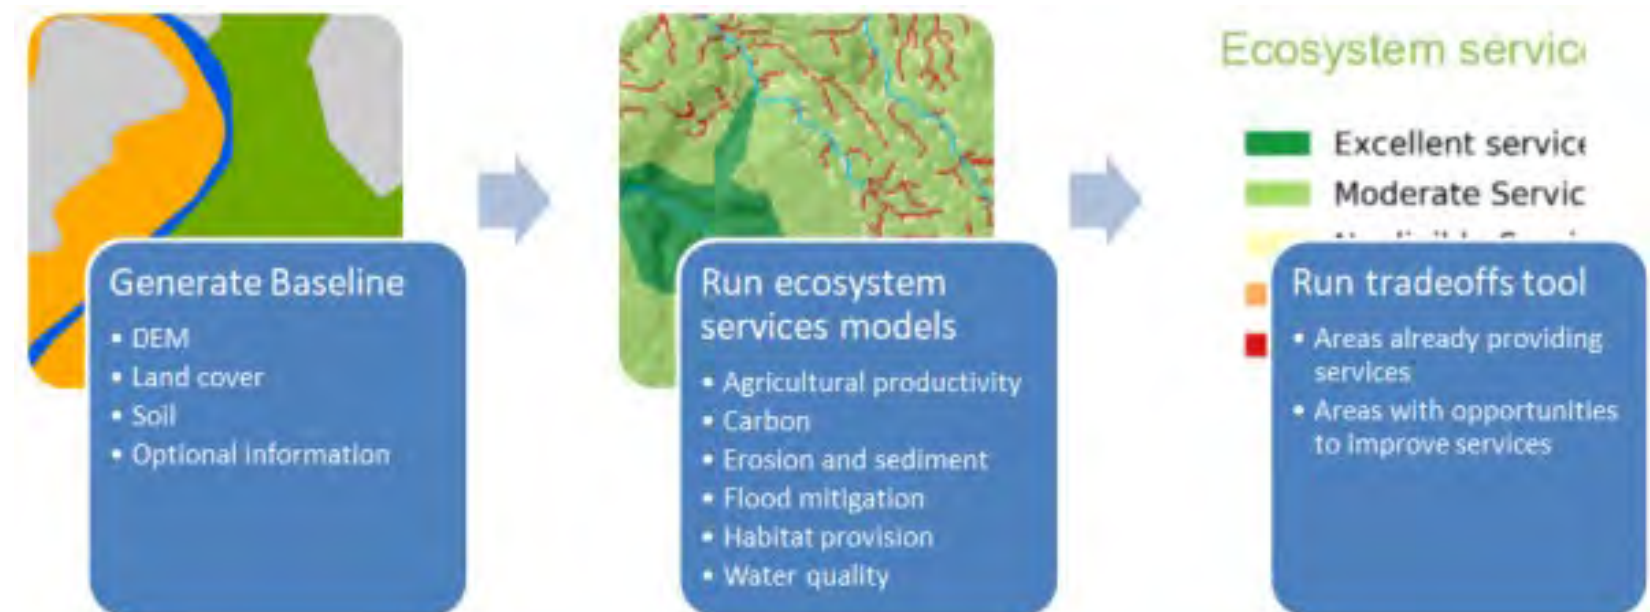 Ecosystem service
Excellent service
Moderate Servic
Generate Baseline
• DEM
• Land cover
• Soil
• Optional information
Run ecosystem
services models
• Agricultural productivity
• Carbon
• Erosion and sediment
• Flood mitigation
• Habitat provision
• Water quality
Run tradeoffs tool
• Areas already providing
services
• Areas with opportunities
to improve services